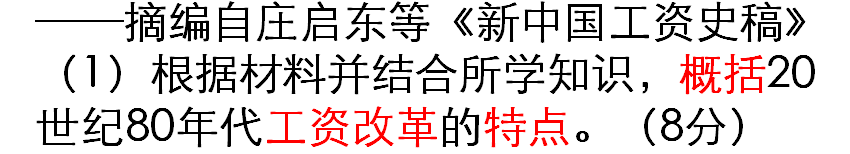 ——摘编自庄启东等《新中国工资史稿》
（1）根据材料并结合所学知识，概括20
世纪80年代工资改革的特点。（8分）